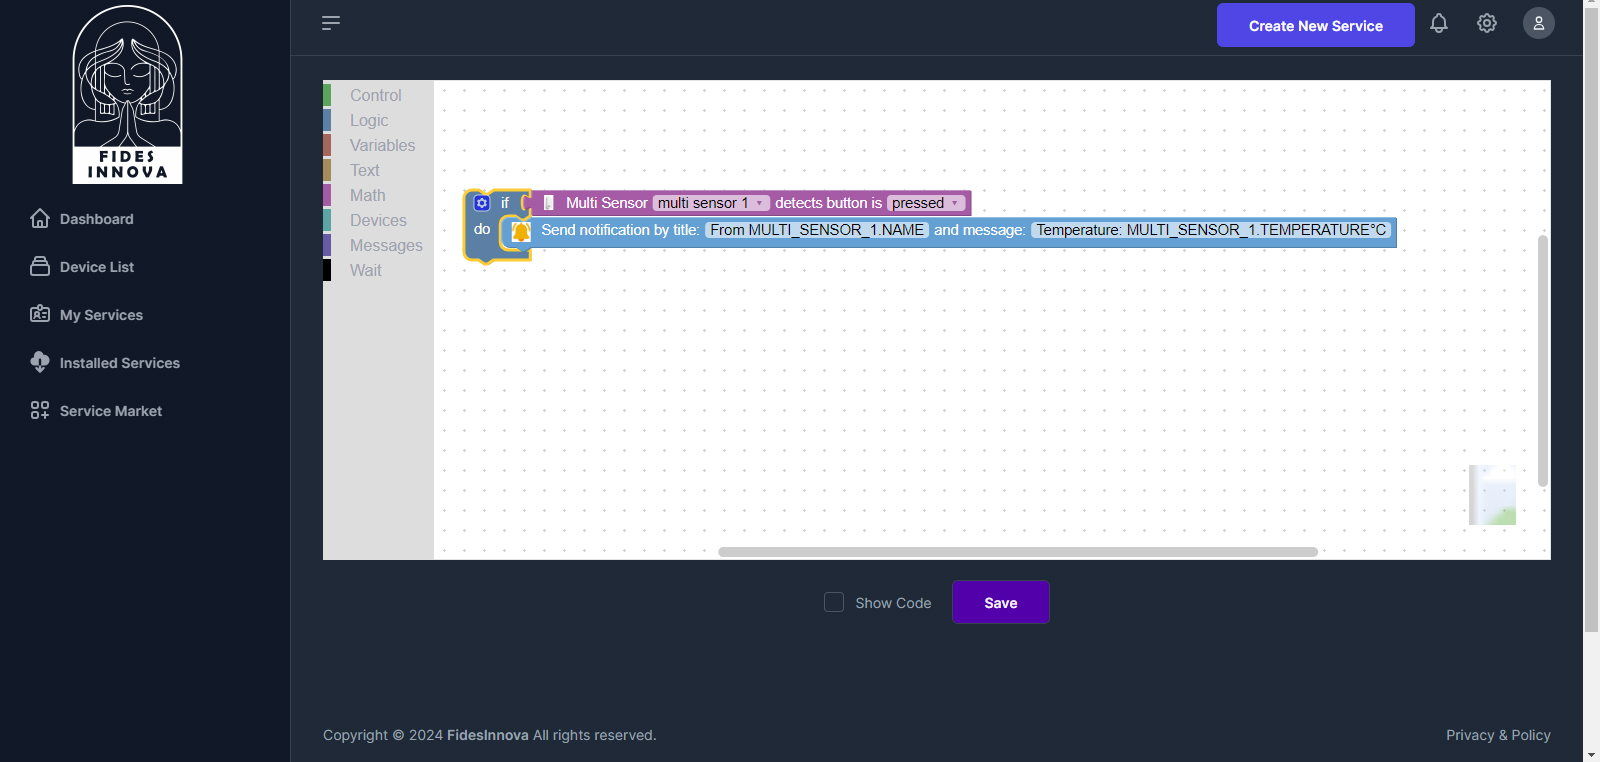 FIDES
INNOVA
Dashboard
Device List
My Services
Installed Services
Service Market
Create New Service
Control
Logic
Variables
Text
Math
Devices
Messages
Wait
if Multi Sensor multi sensor 1 detects button is pressed
do Send notification by title: From MULTI_SENSOR_1.NAME and message: Temperature: MULTI_SENSOR_1.TEMPERATURE°C
Show Code
Save
Copyright © 2024 FidesInnova All rights reserved.
Privacy & Policy